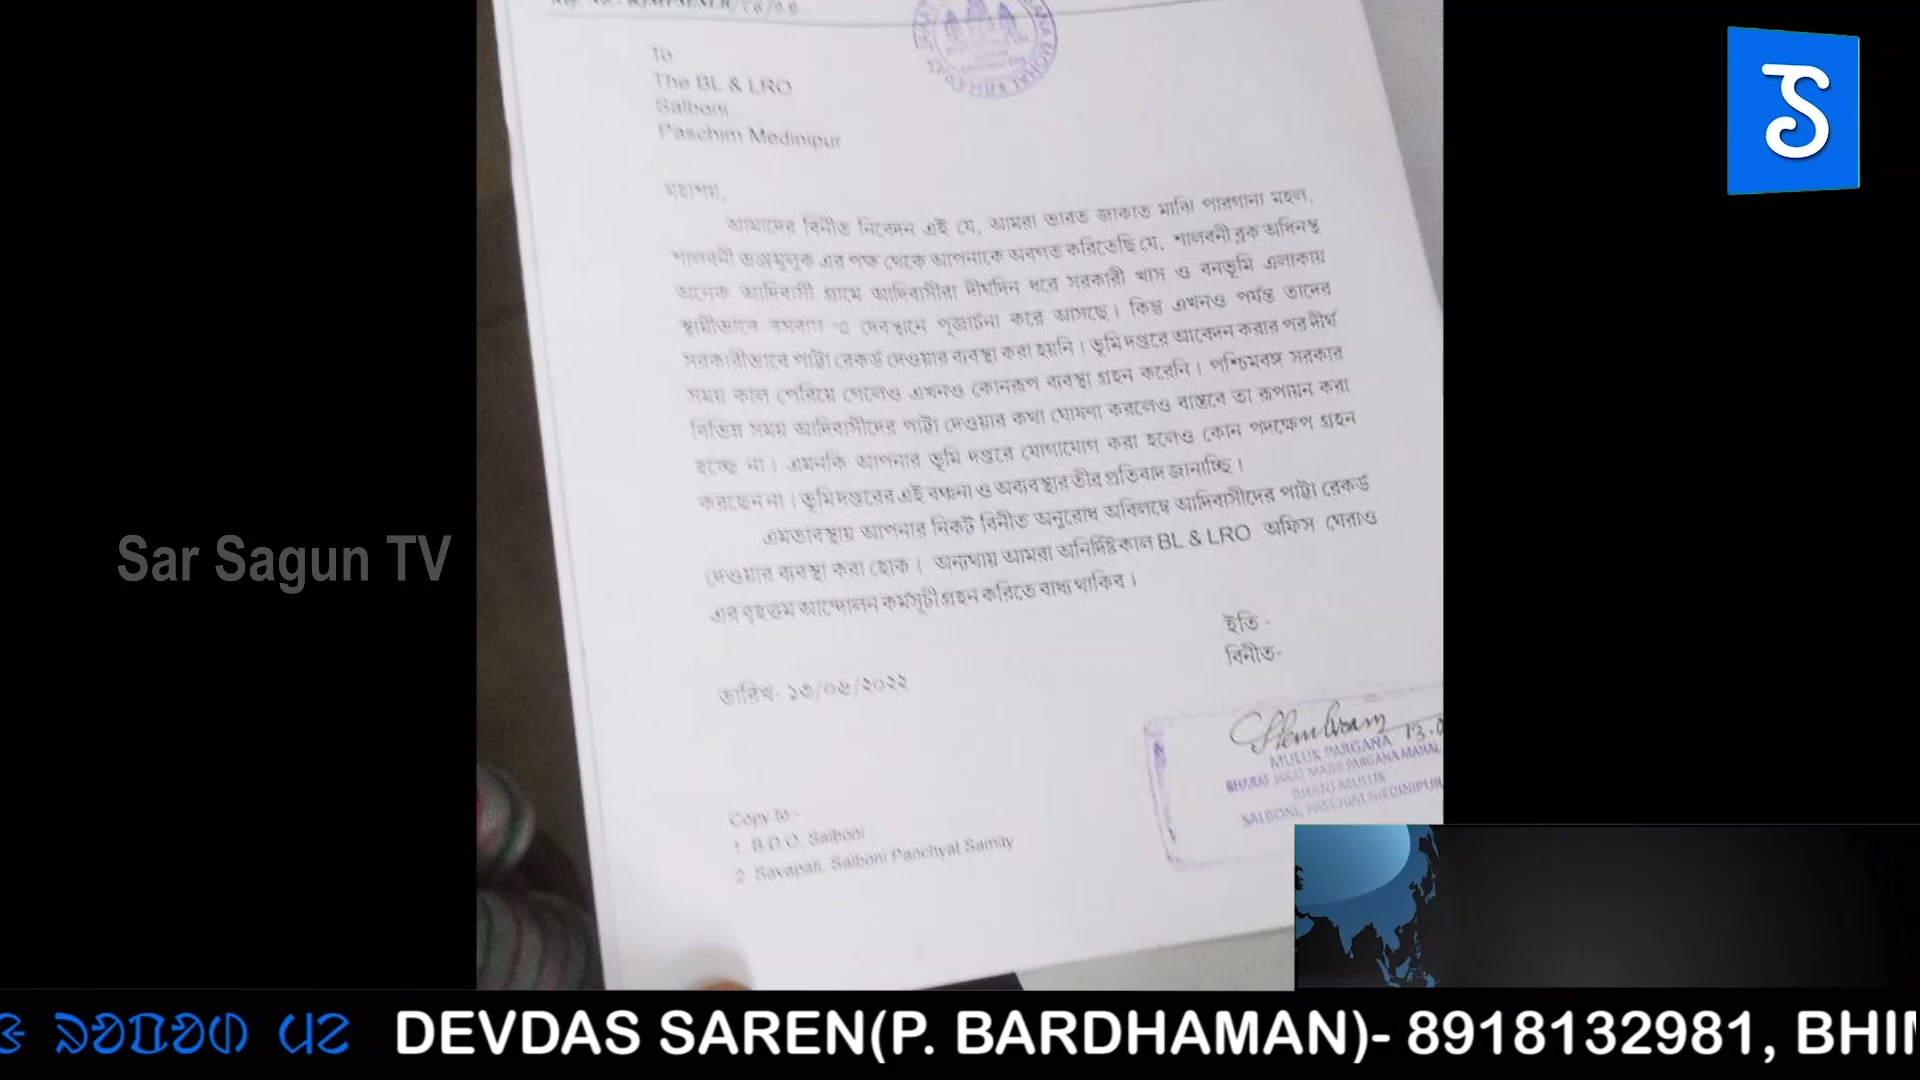 To
The BL & LRO
Salboni
Paschim Medinipur
মহাশয়,
আমাদের বিনীত নিবেদন এই যে, আমরা ভারত জাকাত মাঝি পারগানা মহল,
শালবনী ভঞ্জমুলুক এর পক্ষ থেকে আপনাকে অবগত করিতেছি যে, শালবনী ব্লক অধিনস্থ
অনেক আদিবাসী গ্রামে আদিবাসীরা দীর্ঘদিন ধরে সরকারী খাস ও বনভূমি এলাকায়
স্থায়ীভাবে বসবাস ও দেবস্থানে পূজার্চনা করে আসছে। কিন্তু এখনও পর্যন্ত তাদের
সরকারীভাবে পাট্টা রেকর্ড দেওয়ার ব্যবস্থা করা হয়নি। ভূমি দপ্তরে আবেদন করার পর দীর্ঘ
সময় কাল পেরিয়ে গেলেও এখনও কোনরূপ ব্যবস্থা গ্রহন করেনি। পশ্চিমবঙ্গ সরকার
বিভিন্ন সময় আদিবাসীদের পাট্টা দেওয়ার কথা ঘোষণা করলেও বাস্তবে তা রূপায়ন করা
হচ্ছে না। এমনকি আপনার ভূমি দপ্তরে যোগাযোগ করা হলেও কোন পদক্ষেপ গ্রহন
করছেন না। ভূমি দপ্তরের এই বঞ্চনা ও অব্যবস্থার তীব্র প্রতিবাদ জানাচ্ছি।
এমতাবস্থায় আপনার নিকট বিনীত অনুরোধ অবিলম্বে আদিবাসীদের পাট্টা রেকর্ড
দেওয়ার ব্যবস্থা করা হোক। অন্যথায় আমরা অনির্দিষ্টকাল BL & LRO অফিস ঘেরাও
এর বৃহত্তম আন্দোলন কর্মসূচী গ্রহন করিতে বাধ্য থাকিব।
ইতি -
বিনীত-
তারিখ- ১৩/০৬/২০২২
13.0
MULUK PARGANA
BHARAT JAKAT MAJHI PARGANA MAHAL
BHANJ MULUK
SALBONI, PASCHIM MEDINIPUR
Copy to:-
1. B.D.O. Salboni
2. Savapati, Salboni Panchyat Samity
Sar Sagun TV
DEVDAS SAREN(P. BARDHAMAN)- 8918132981, BHI